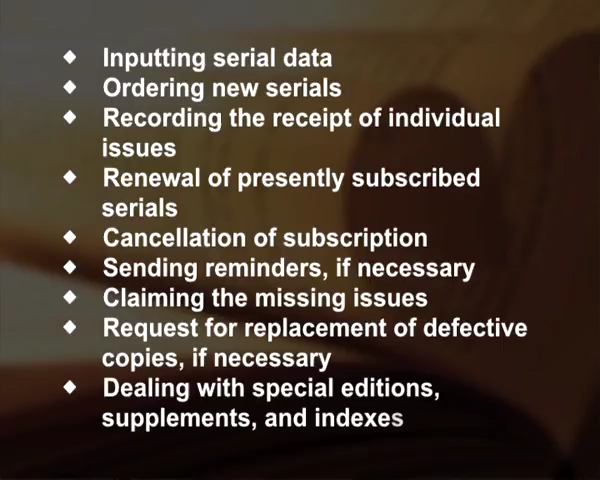 ◆ Inputting serial data
◆ Ordering new serials
◆ Recording the receipt of individual
issues
◆ Renewal of presently subscribed
serials
◆ Cancellation of subscription
◆ Sending reminders, if necessary
◆ Claiming the missing issues
◆ Request for replacement of defective
copies, if necessary
◆ Dealing with special editions,
supplements, and indexes